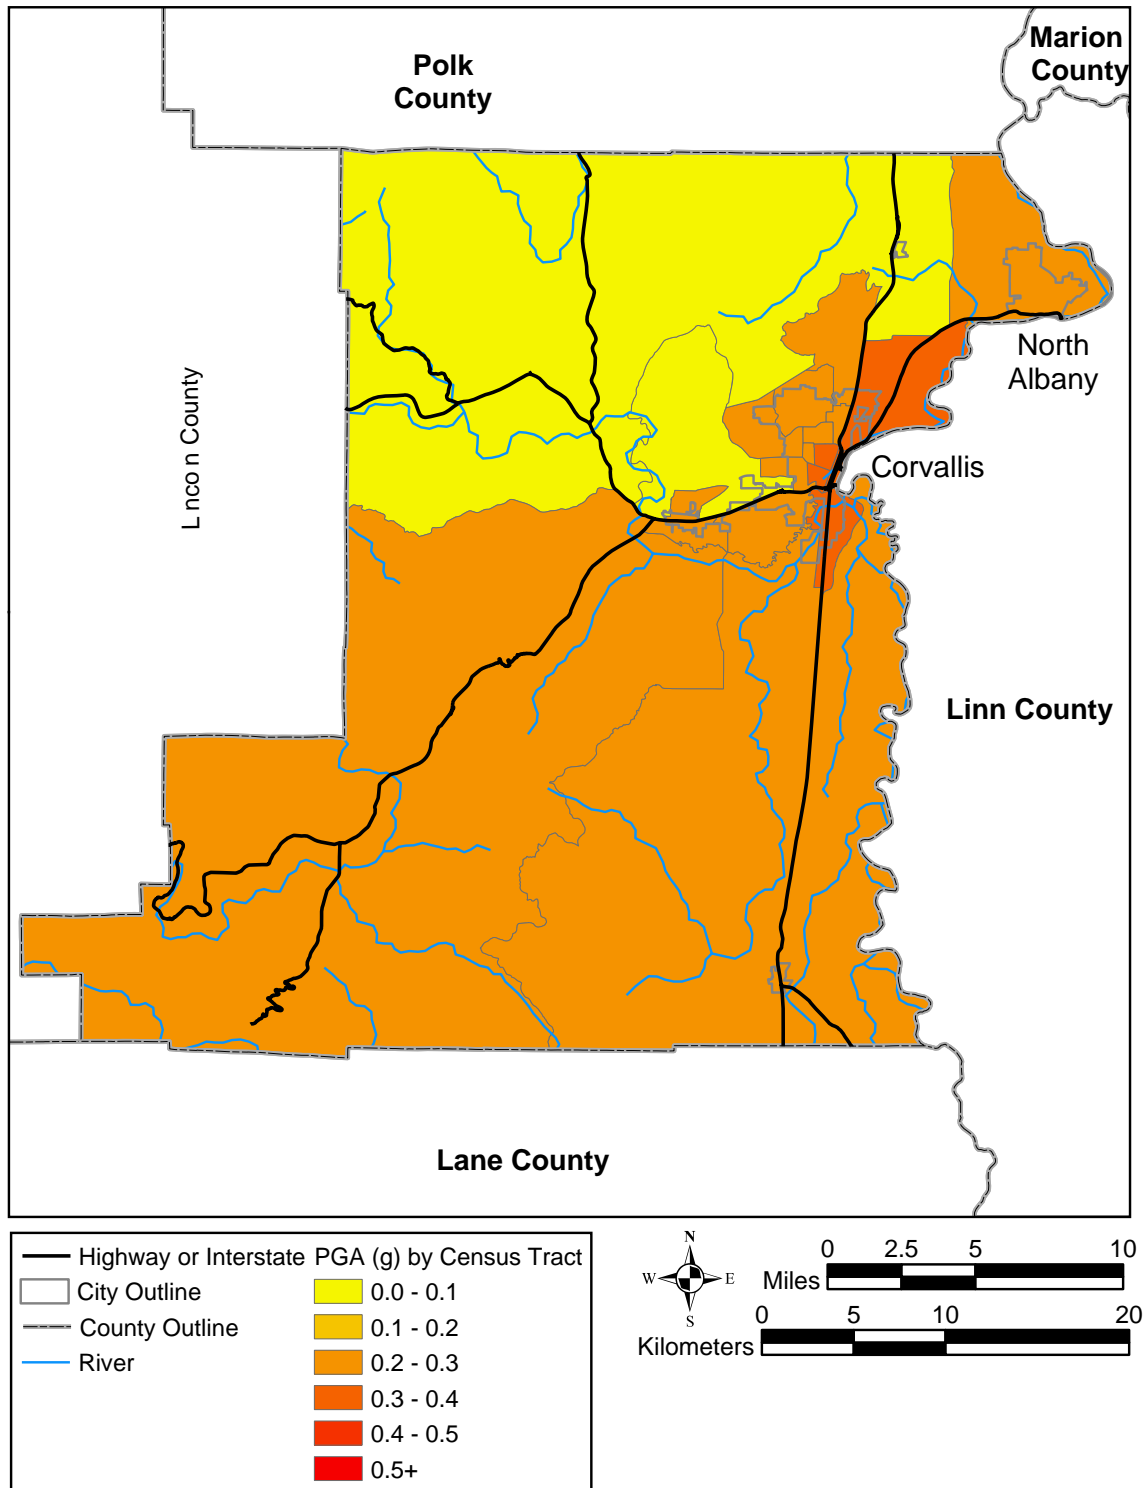 Marion
County
Polk
County
L nco n County
North
Albany
Corvallis
Linn County
Lane County
Highway or Interstate
City Outline
County Outline
River
PGA (g) by Census Tract
0.0 - 0.1
0.1 - 0.2
0.2 - 0.3
0.3 - 0.4
0.4 - 0.5
0.5+
N
W E
S
0 2.5 5 10
Miles
0 5 10 20
Kilometers